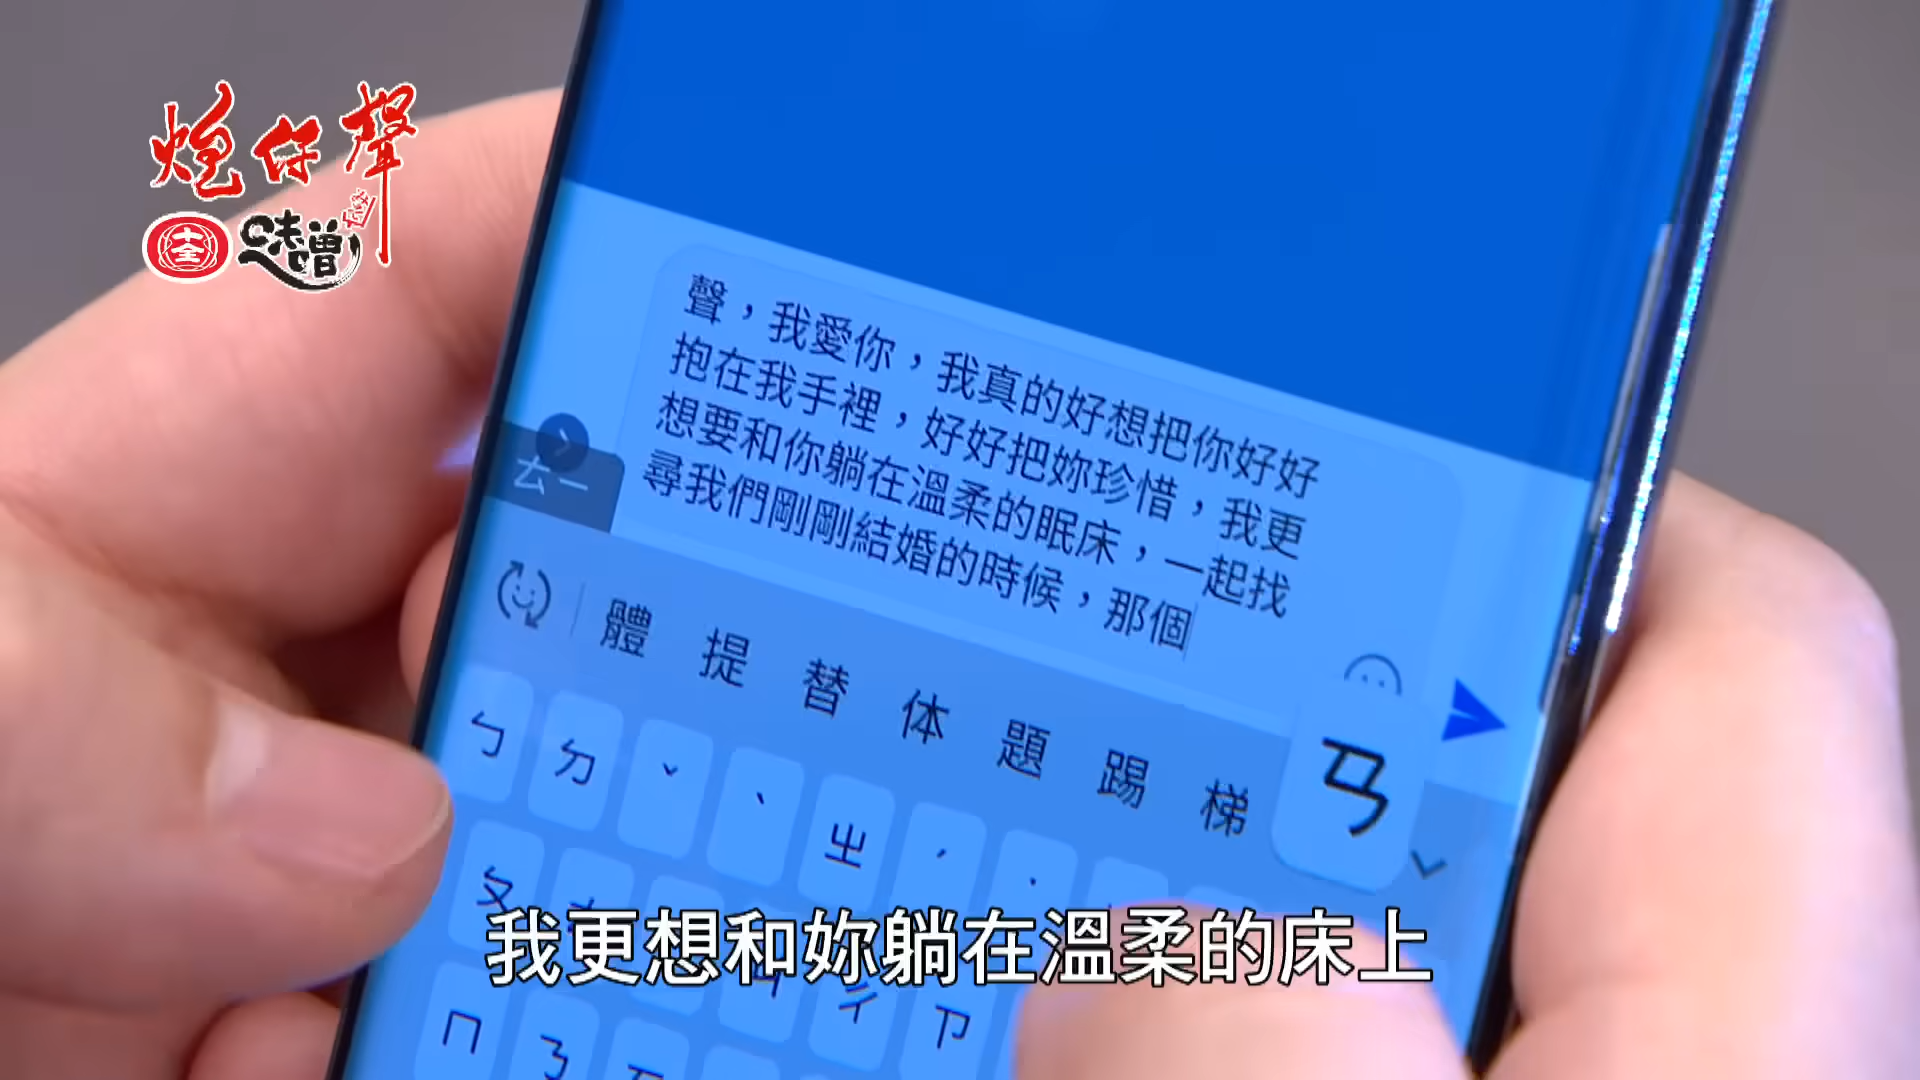 炮仔聲
十全
味噌
聲，我愛你，我真的好想把你好好
抱在我手裡，好好把妳珍惜，我更
想要和你躺在溫柔的眠床，一起找
尋我們剛剛結婚的時候，那個
ㄊㄧ
體 提 替 体 題 踢 梯
ㄢ
ㄅ ㄉ ˇ ˋ ㄓ ˊ ˙
ㄆ
ㄔ ㄗ
ㄇ ㄋ
我更想和妳躺在溫柔的床上